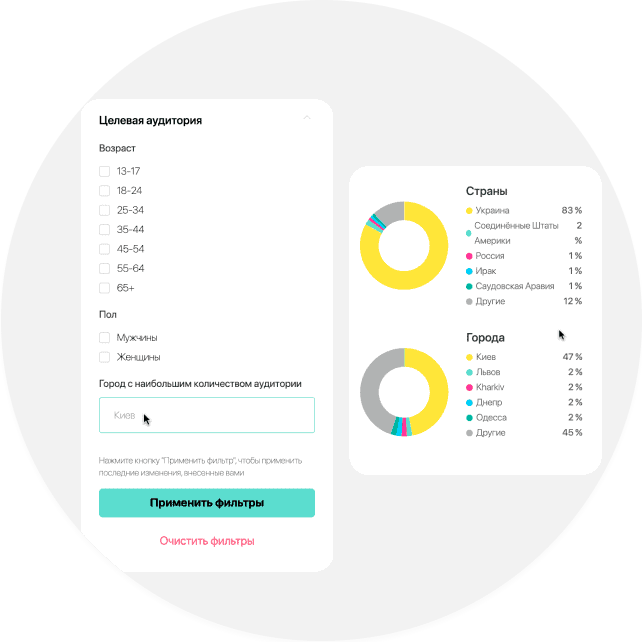 Целевая аудитория
Возраст
13-17
18-24
25-34
35-44
45-54
55-64
65+
Пол
Мужчины
Женщины
Город с наибольшим количеством аудитории
Киев
Нажмите кнопку "Применить фильтр", чтобы применить
последние изменения, внесенные вами
Применить фильтры
Очистить фильтры
Страны
Украина 83 %
Соединённые Штаты 2
Америки %
Россия 1 %
Ирак 1 %
Саудовская Аравия 1 %
Другие 12 %
Города
Киев 47 %
Львов 2 %
Kharkiv 2 %
Днепр 2 %
Одесса 2 %
Другие 45 %